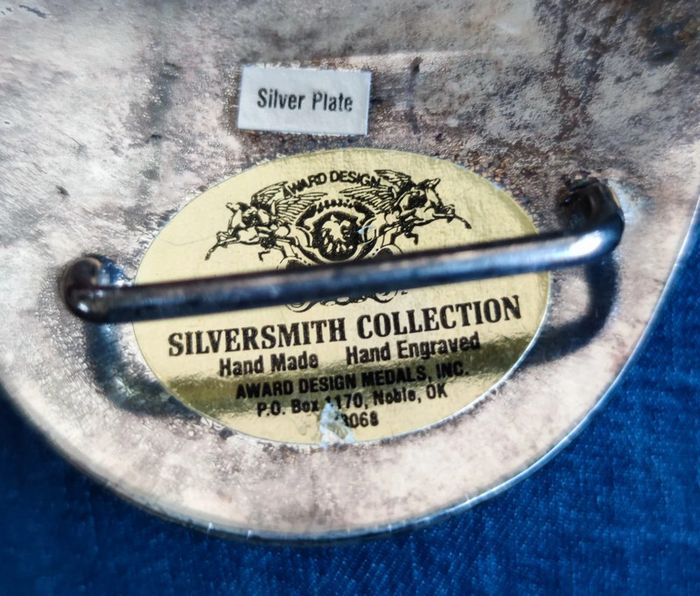 Silver Plate
AWARD DESIGN
SILVERSMITH COLLECTION
Hand Made Hand Engraved
AWARD DESIGN MEDALS, INC.
P.O. Box 1170, Noble, OK